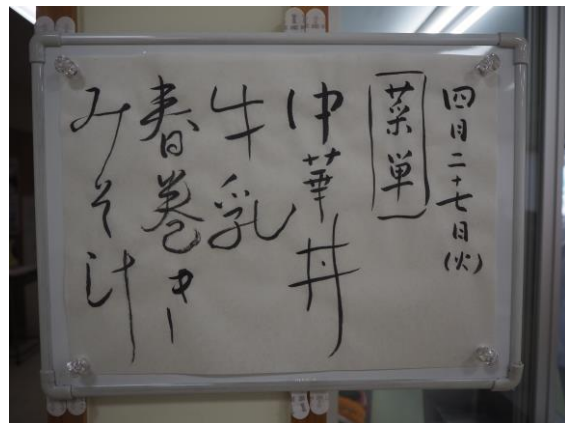 四月二十七日(火)
菜単
中華丼
牛乳
春巻き
みそ汁